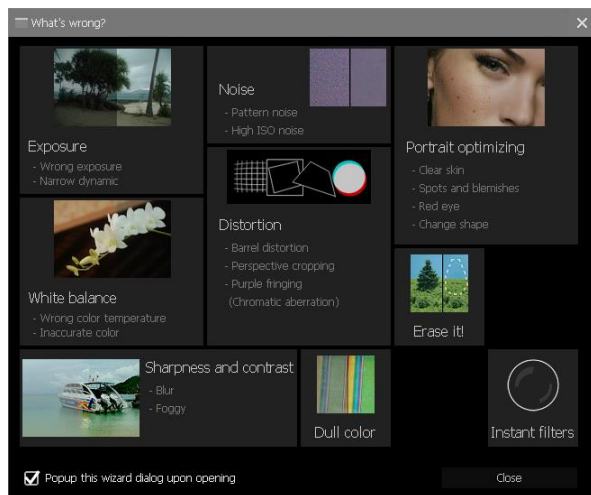 What's wrong?
Exposure
- Wrong exposure
- Narrow dynamic
Noise
- Pattern noise
- High ISO noise
Portrait optimizing
- Clear skin
- Spots and blemishes
- Red eye
- Change shape
White balance
- Wrong color temperature
- Inaccurate color
Distortion
- Barrel distortion
- Perspective cropping
- Purple fringing
(Chromatic aberration)
Erase it!
Sharpness and contrast
- Blur
- Foggy
Dull color
Instant filters
Popup this wizard dialog upon opening
Close